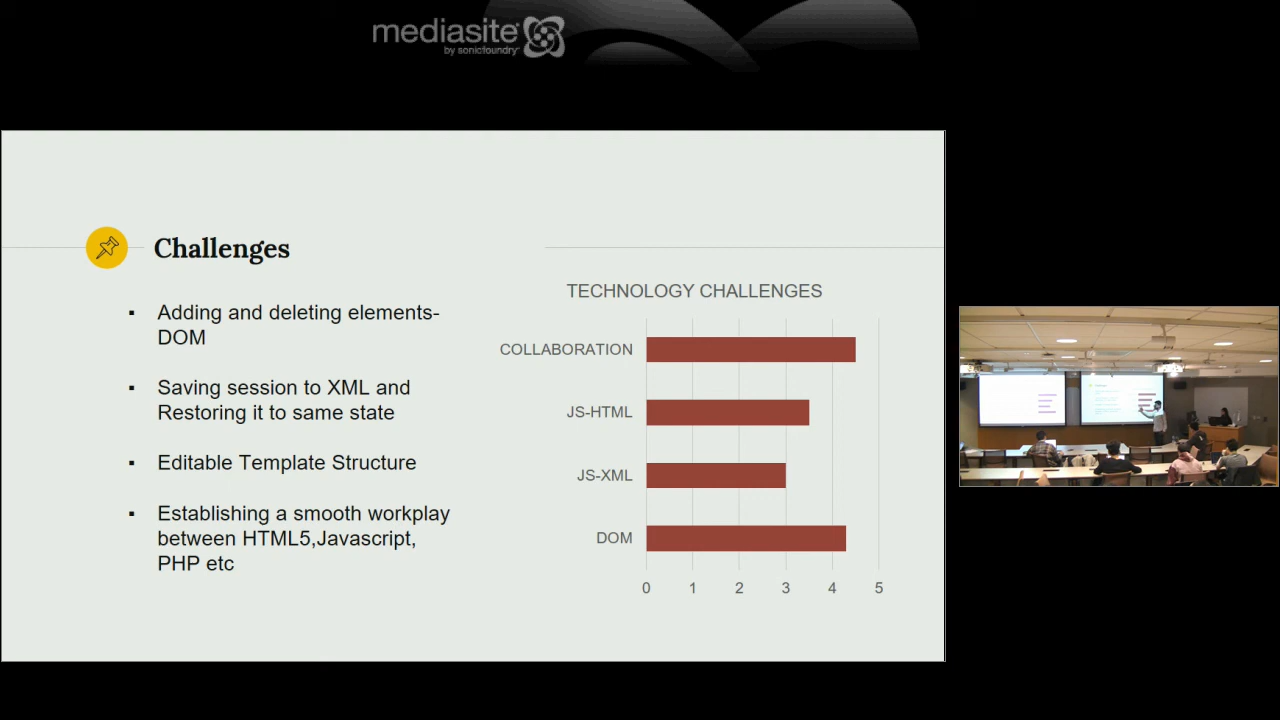 mediasite
by sonicfoundry
Challenges
▪ Adding and deleting elements-
DOM
▪ Saving session to XML and
Restoring it to same state
▪ Editable Template Structure
▪ Establishing a smooth workplay
between HTML5,Javascript,
PHP etc
TECHNOLOGY CHALLENGES
COLLABORATION
JS-HTML
JS-XML
DOM
0 1 2 3 4 5